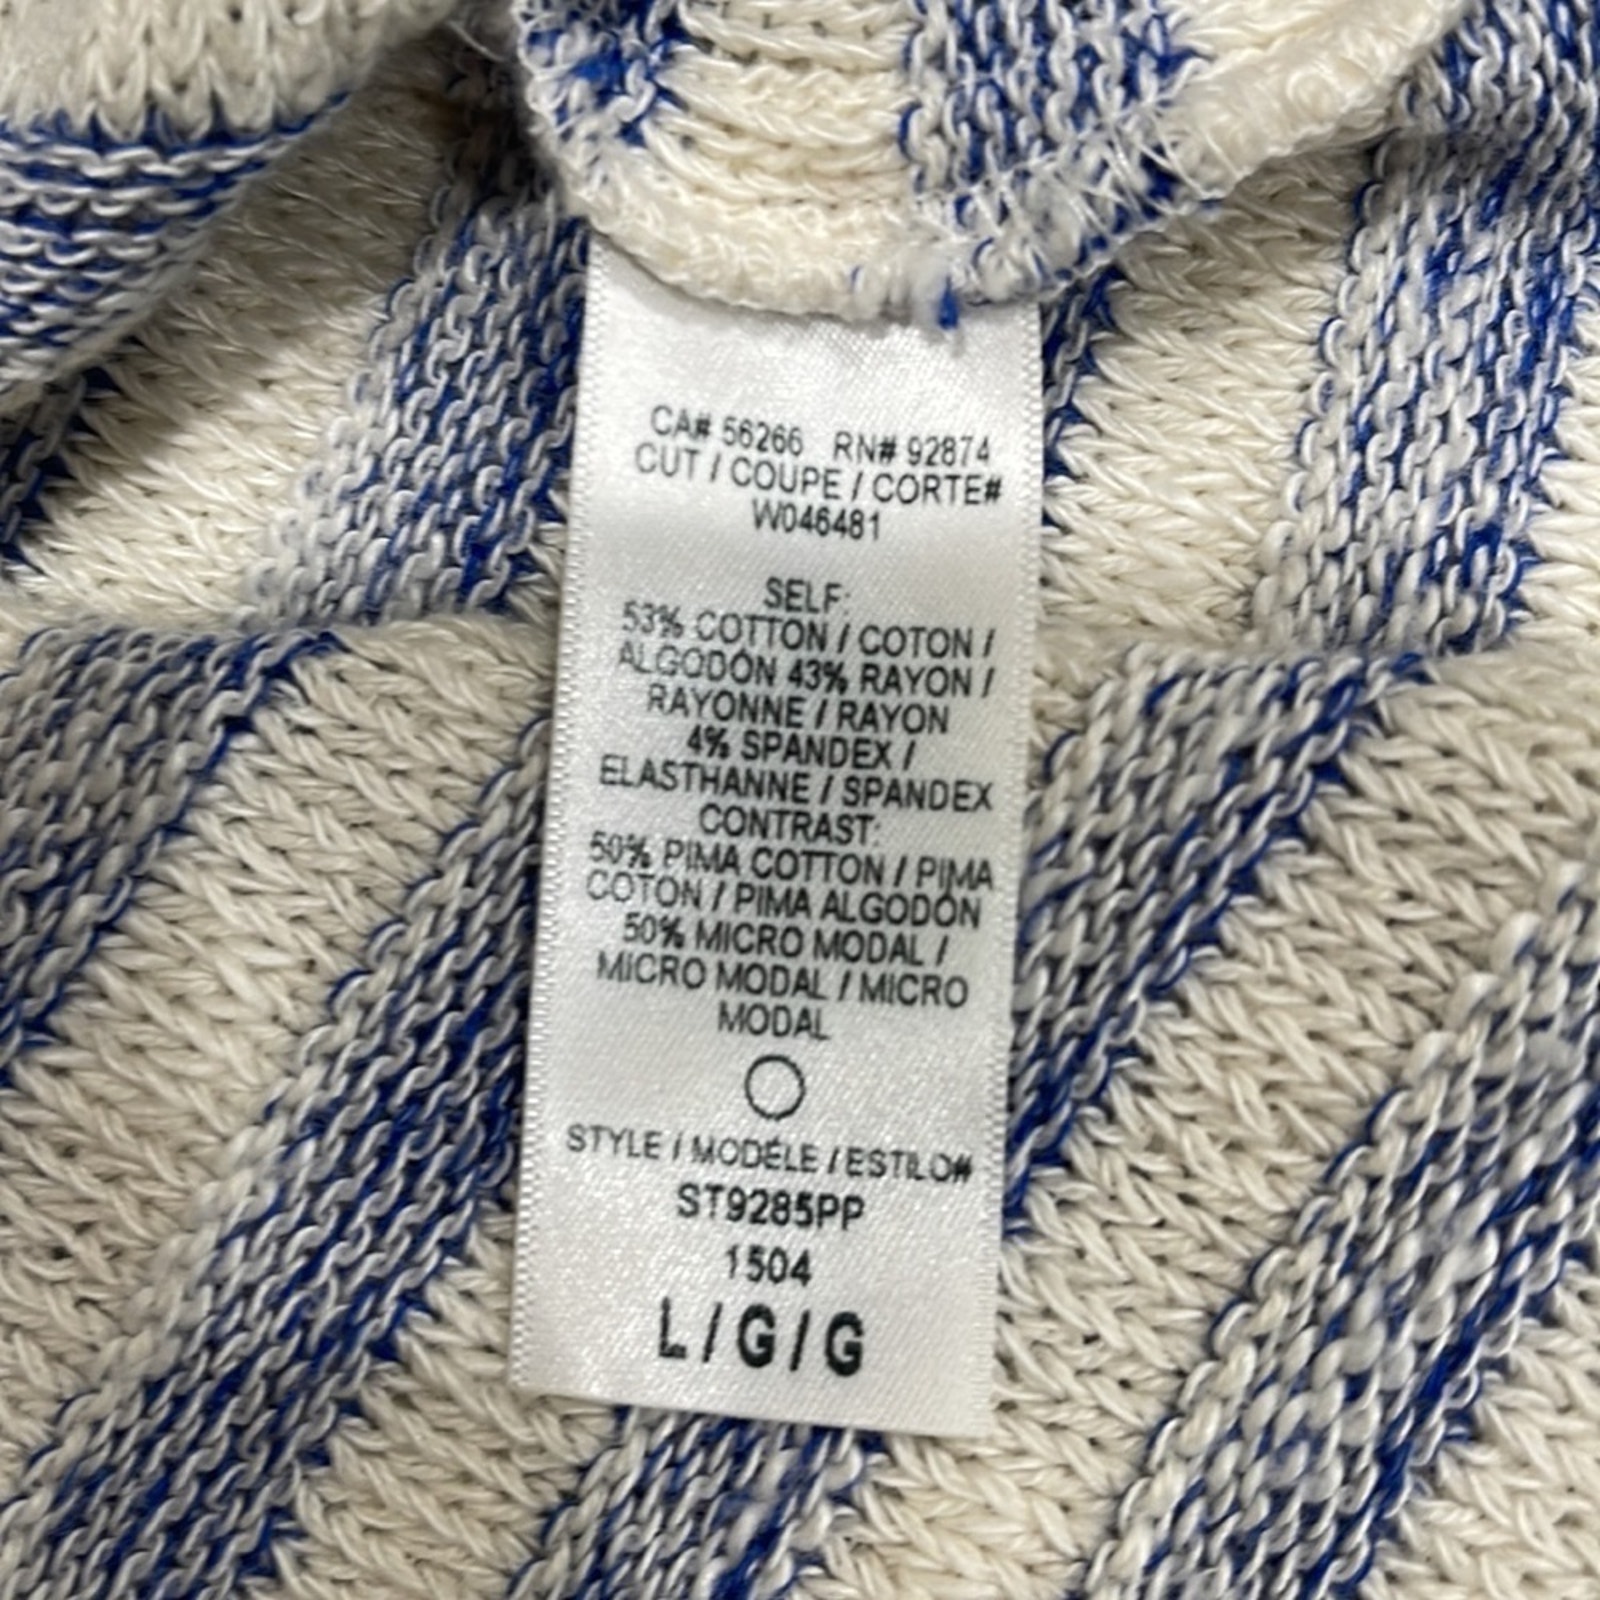 CA# 56266 RN# 92874
CUT / COUPE / CORTE#
W046481
SELF:
53% COTTON / COTON /
ALGODÓN 43% RAYON /
RAYONNE / RAYON
4% SPANDEX /
ELASTHANNE / SPANDEX
CONTRAST:
50% PIMA COTTON / PIMA
COTON / PIMA ALGODÓN
50% MICRO MODAL /
MICRO MODAL / MICRO
MODAL
STYLE / MODÉLE / ESTILO#
ST9285PP
1504
L / G / G